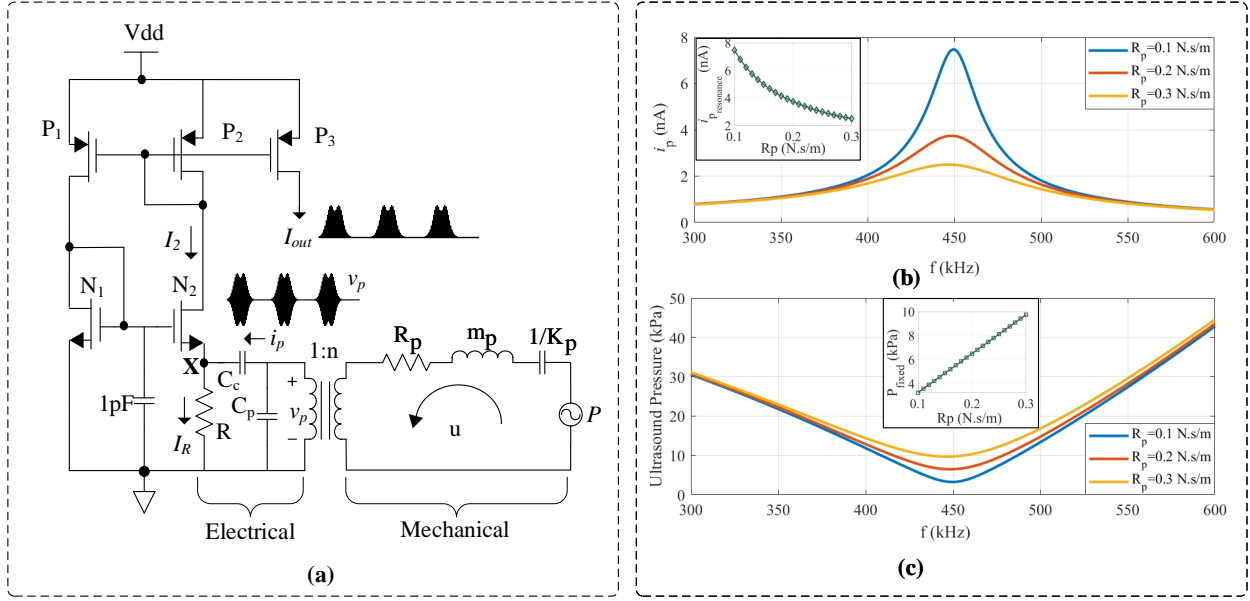 Vdd
P1
P2
P3
I2
Iout
N1
N2
vp
ip
X
Cc
1:n
Rp
mp
1/Kp
1pF
IR
R
Cp
+
vp
−
u
P
Electrical
Mechanical
(a)
8
6
4
2
0
ip (nA)
8
6
4
2
ip resonance (nA)
0.1
0.2
0.3
Rp (N.s/m)
Rp=0.1 N.s/m
Rp=0.2 N.s/m
Rp=0.3 N.s/m
300
350
400
450
500
550
600
f (kHz)
(b)
50
40
30
20
10
0
Ultrasound Pressure (kPa)
10
8
6
4
Pfixed (kPa)
0.1
0.2
0.3
Rp (N.s/m)
Rp=0.1 N.s/m
Rp=0.2 N.s/m
Rp=0.3 N.s/m
300
350
400
450
500
550
600
f (kHz)
(c)